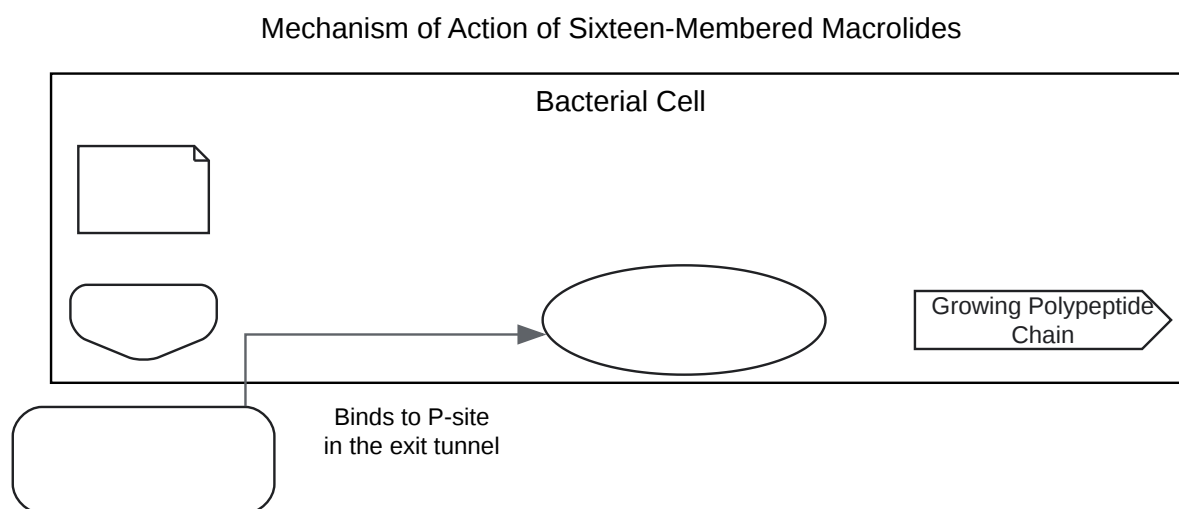 Mechanism of Action of Sixteen-Membered Macrolides
Bacterial Cell
Growing Polypeptide
Chain
Binds to P-site
in the exit tunnel